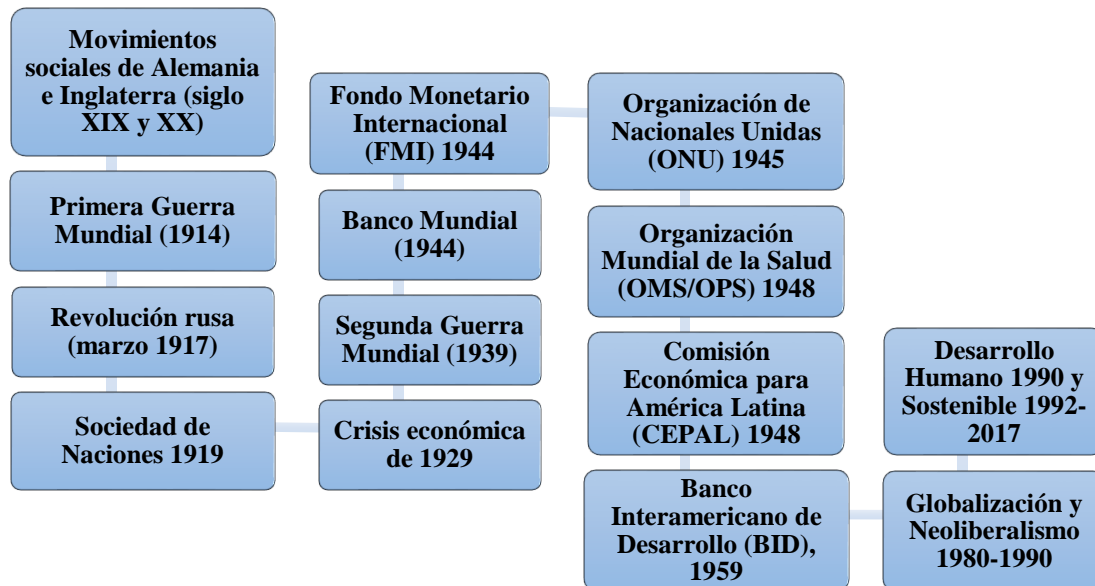 Movimientos
sociales de Alemania
e Inglaterra (siglo
XIX y XX)
Primera Guerra
Mundial (1914)
Revolución rusa
(marzo 1917)
Sociedad de
Naciones 1919
Crisis económica
de 1929
Segunda Guerra
Mundial (1939)
Banco Mundial
(1944)
Fondo Monetario
Internacional
(FMI) 1944
Organización de
Nacionales Unidas
(ONU) 1945
Organización
Mundial de la Salud
(OMS/OPS) 1948
Comisión
Económica para
América Latina
(CEPAL) 1948
Banco
Interamericano de
Desarrollo (BID),
1959
Globalización y
Neoliberalismo
1980-1990
Desarrollo
Humano 1990 y
Sostenible 1992-
2017